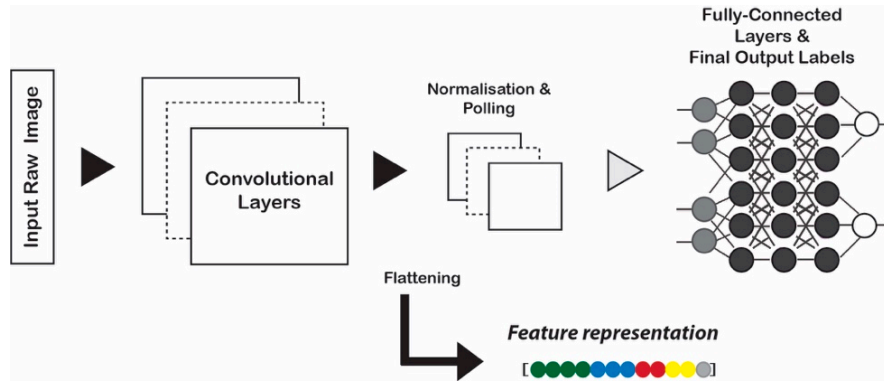 Input Raw Image
Convolutional
Layers
Normalisation &
Polling
Fully-Connected
Layers &
Final Output Labels
Flattening
Feature representation
[ ]